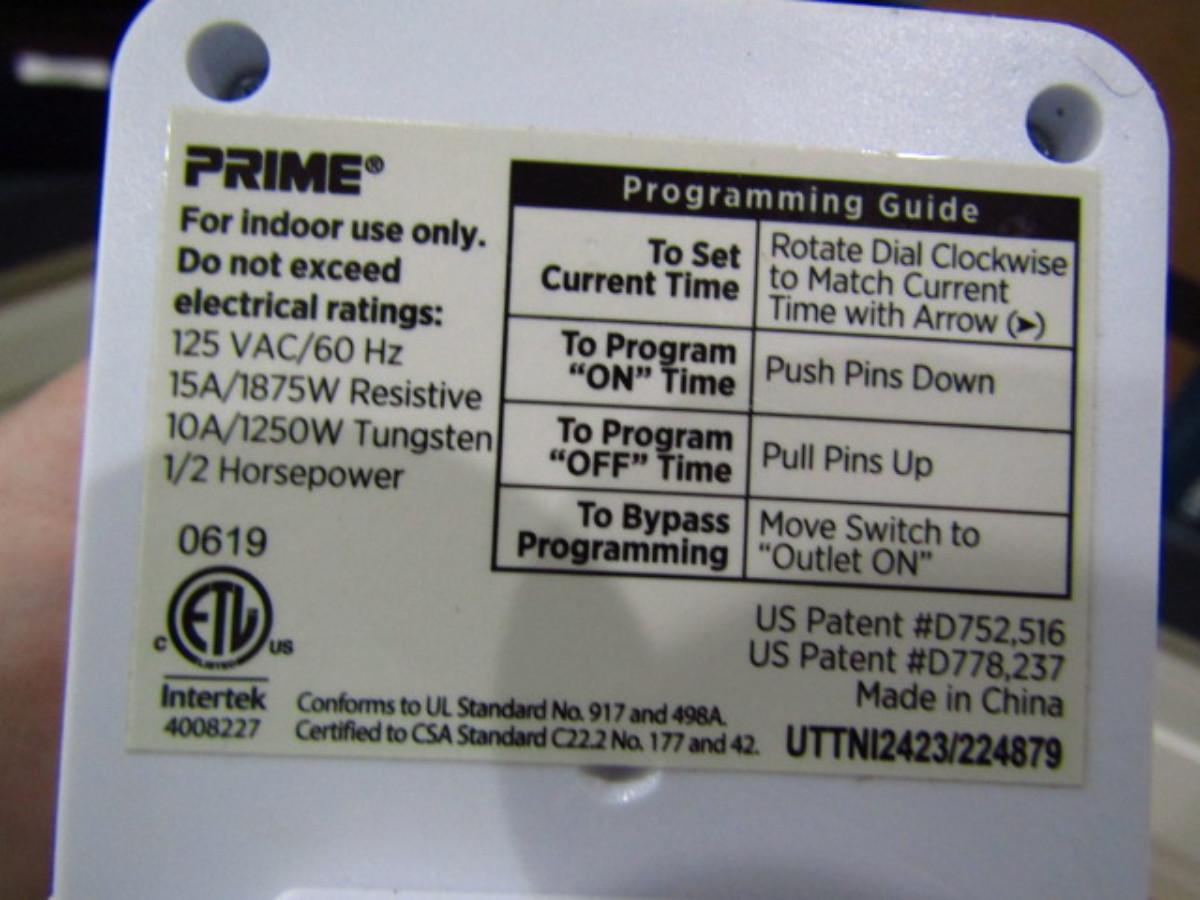 PRIME®
For indoor use only.
Do not exceed
electrical ratings:
125 VAC/60 Hz
15A/1875W Resistive
10A/1250W Tungsten
1/2 Horsepower
0619
ETL
LISTED
C US
Intertek
4008227
Programming Guide
To Set
Current Time
Rotate Dial Clockwise
to Match Current
Time with Arrow (➤)
To Program
“ON” Time
Push Pins Down
To Program
“OFF” Time
Pull Pins Up
To Bypass
Programming
Move Switch to
“Outlet ON”
US Patent #D752,516
US Patent #D778,237
Made in China
Conforms to UL Standard No. 917 and 498A.
Certified to CSA Standard C22.2 No. 177 and 42.
UTTNI2423/224879